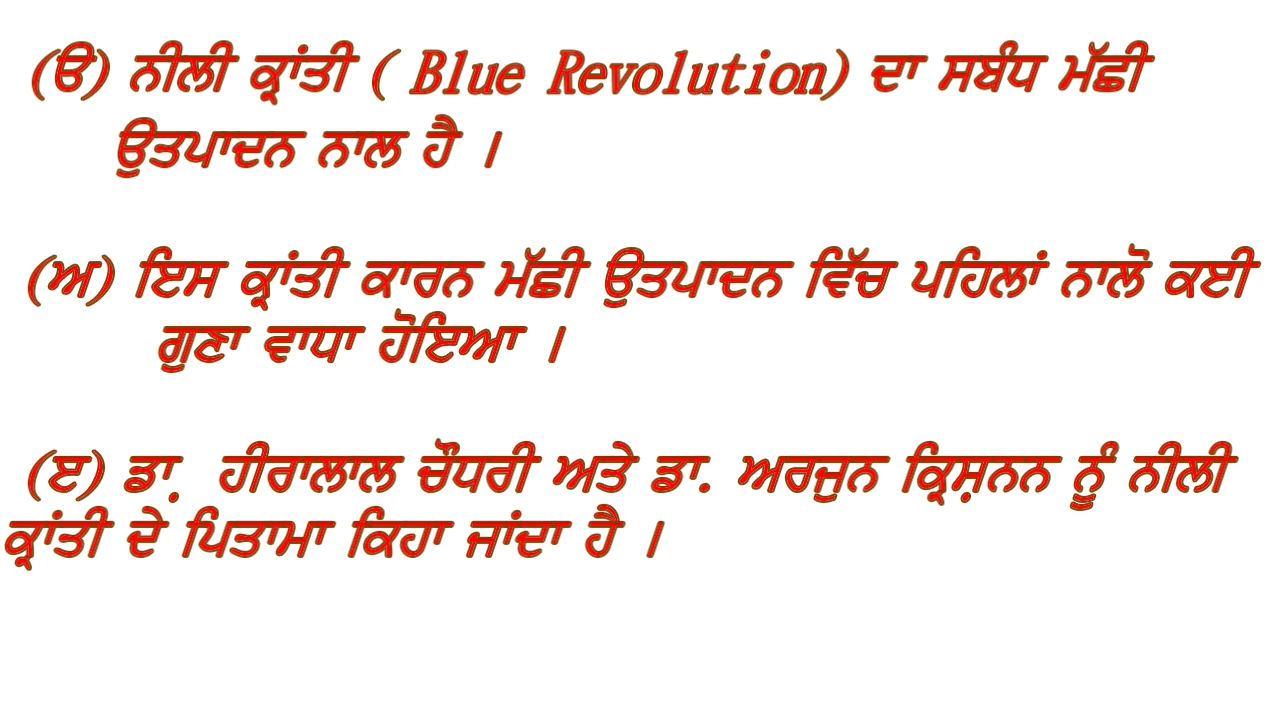 (ੳ) ਨੀਲੀ ਕ੍ਰਾਂਤੀ ( Blue Revolution) ਦਾ ਸਬੰਧ ਮੱਛੀ
ਉਤਪਾਦਨ ਨਾਲ ਹੈ ।
(ਅ) ਇਸ ਕ੍ਰਾਂਤੀ ਕਾਰਨ ਮੱਛੀ ਉਤਪਾਦਨ ਵਿੱਚ ਪਹਿਲਾਂ ਨਾਲੋ ਕਈ
ਗੁਣਾ ਵਾਧਾ ਹੋਇਆ ।
(ੲ) ਡਾ਼ ਹੀਰਾਲਾਲ ਚੌਧਰੀ ਅਤੇ ਡਾ. ਅਰਜੁਨ ਕ੍ਰਿਸ਼ਨਨ ਨੂੰ ਨੀਲੀ
ਕ੍ਰਾਂਤੀ ਦੇ ਪਿਤਾਮਾ ਕਿਹਾ ਜਾਂਦਾ ਹੈ ।